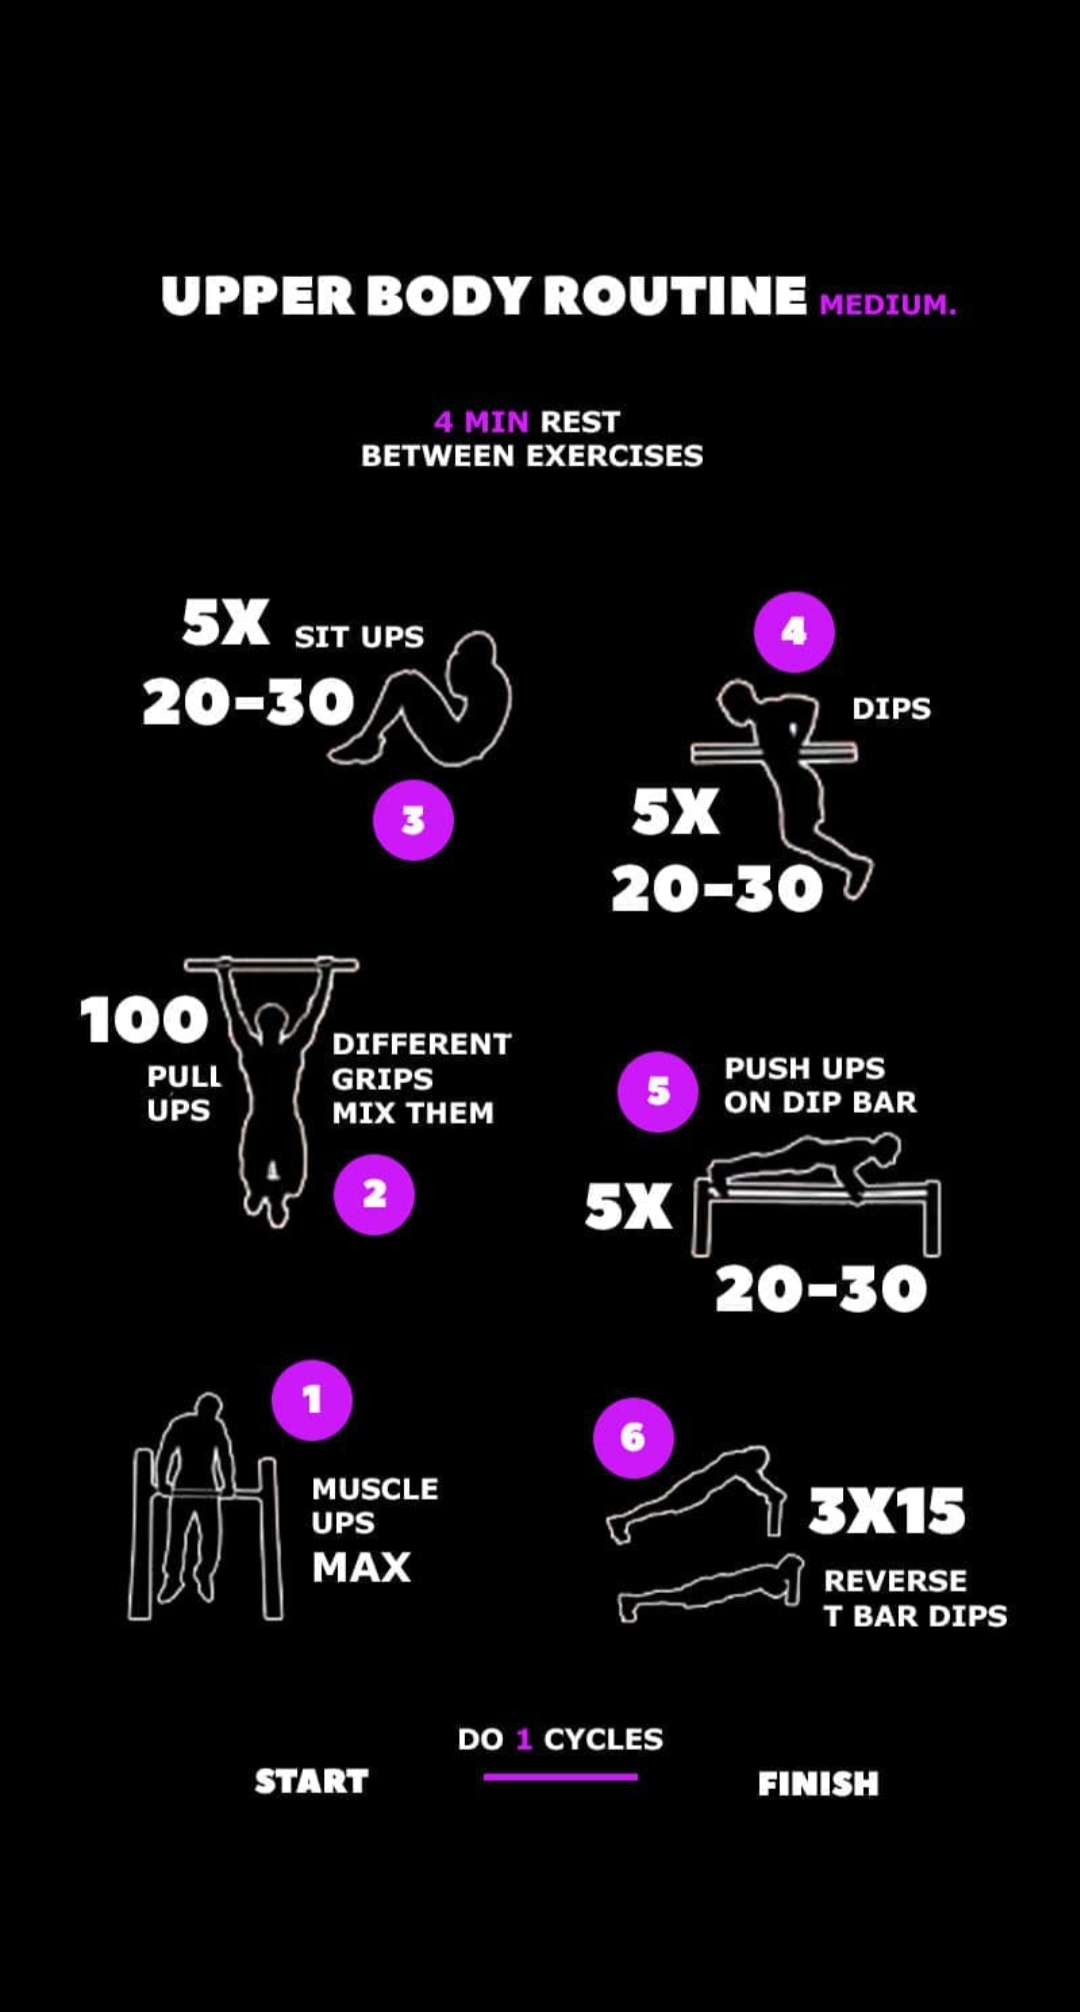 UPPER BODY ROUTINE MEDIUM.
4 MIN REST
BETWEEN EXERCISES
5X SIT UPS
20-30
3
4
DIPS
5X
20-30
100
PULL
UPS
DIFFERENT
GRIPS
MIX THEM
2
5
PUSH UPS
ON DIP BAR
5X
20-30
1
MUSCLE
UPS
MAX
6
3X15
REVERSE
T BAR DIPS
DO 1 CYCLES
START
FINISH